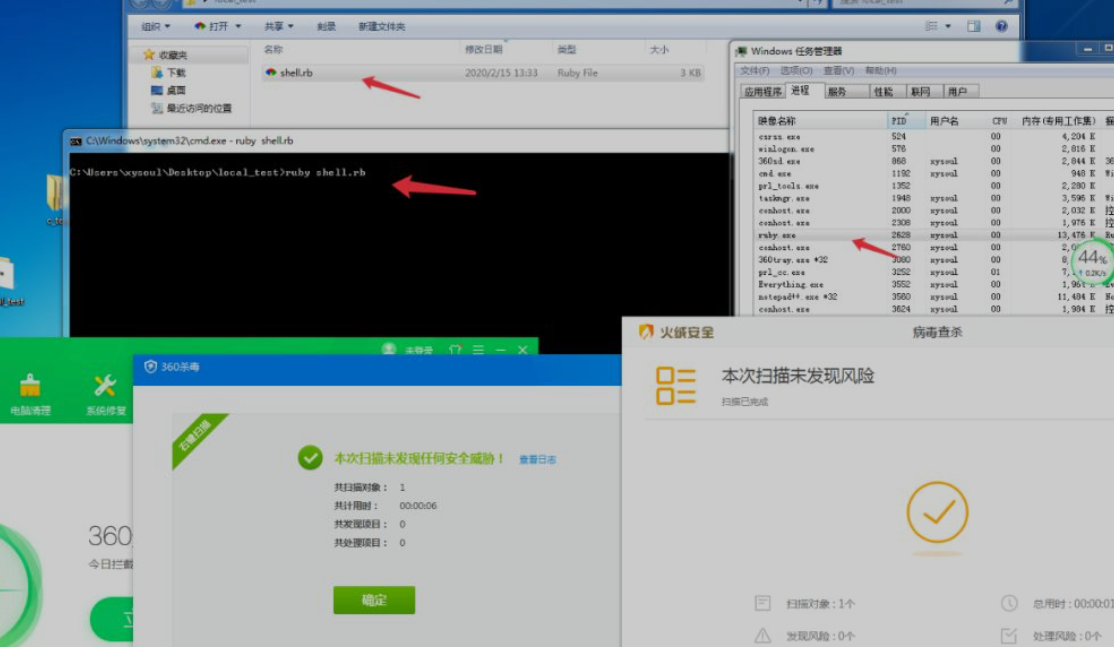 local_test
组织 打开 共享 刻录 新建文件夹
收藏夹
下载
桌面
最近访问的位置
名称 修改日期 类型 大小
shell.rb 2020/2/15 13:33 Ruby File 3 KB
C:\Windows\system32\cmd.exe - ruby shell.rb
C:\Users\xysoul\Desktop\local_test>ruby shell.rb
Windows 任务管理器
文件(F) 选项(O) 查看(V) 帮助(H)
应用程序 进程 服务 性能 联网 用户
映像名称 PID 用户名 CPU 内存(专用工作集)
csrss.exe 524 00 4,204 K
winlogon.exe 576 00 2,816 K
360sd.exe 868 xysoul 00 2,844 K
cmd.exe 1192 xysoul 00 948 K
prl_tools.exe 1352 00 2,280 K
taskmgr.exe 1948 xysoul 00 3,596 K
conhost.exe 2000 xysoul 00 2,032 K
conhost.exe 2308 xysoul 00 1,976 K
ruby.exe 2628 xysoul 00 13,476 K
conhost.exe 2760 xysoul 00
360tray.exe *32 3080 xysoul 00
prl_cc.exe 3252 xysoul 01
Everything.exe 3552 xysoul 00
notepad++.exe *32 3560 xysoul 00 11,484 K
conhost.exe 3624 xysoul 00 1,984 K
44%
0.2K/s
未登录
电脑清理 系统修复
360
今日拦截
立
360杀毒
右键扫描
本次扫描未发现任何安全威胁！ 查看日志
共扫描对象： 1
共计用时： 00:00:06
共发现项目： 0
共处理项目： 0
确定
火绒安全 病毒查杀
本次扫描未发现风险
扫描已完成
扫描对象：1个 总用时：00:00:01
发现风险：0个 处理风险：0个